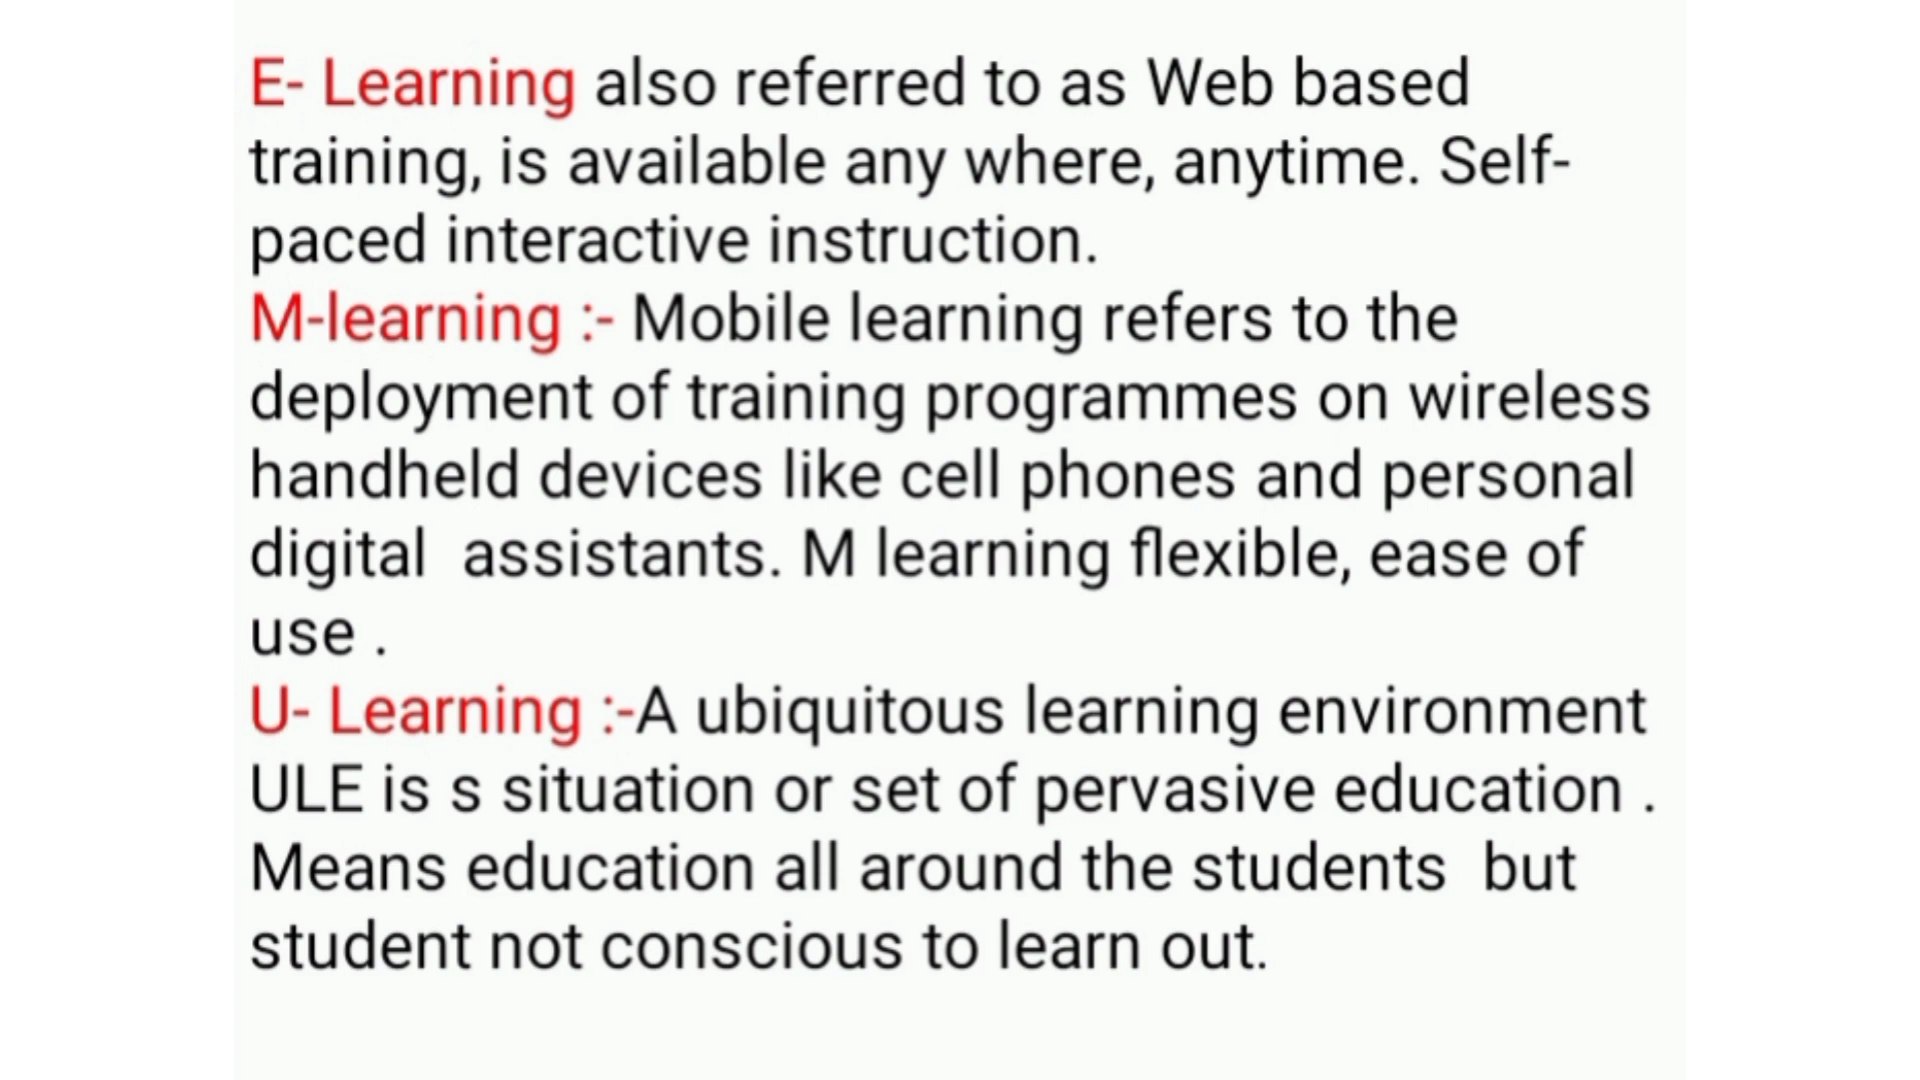 E- Learning also referred to as Web based
training, is available any where, anytime. Self-
paced interactive instruction.
M-learning :- Mobile learning refers to the
deployment of training programmes on wireless
handheld devices like cell phones and personal
digital  assistants. M learning flexible, ease of
use .
U- Learning :-A ubiquitous learning environment
ULE is s situation or set of pervasive education .
Means education all around the students  but
student not conscious to learn out.